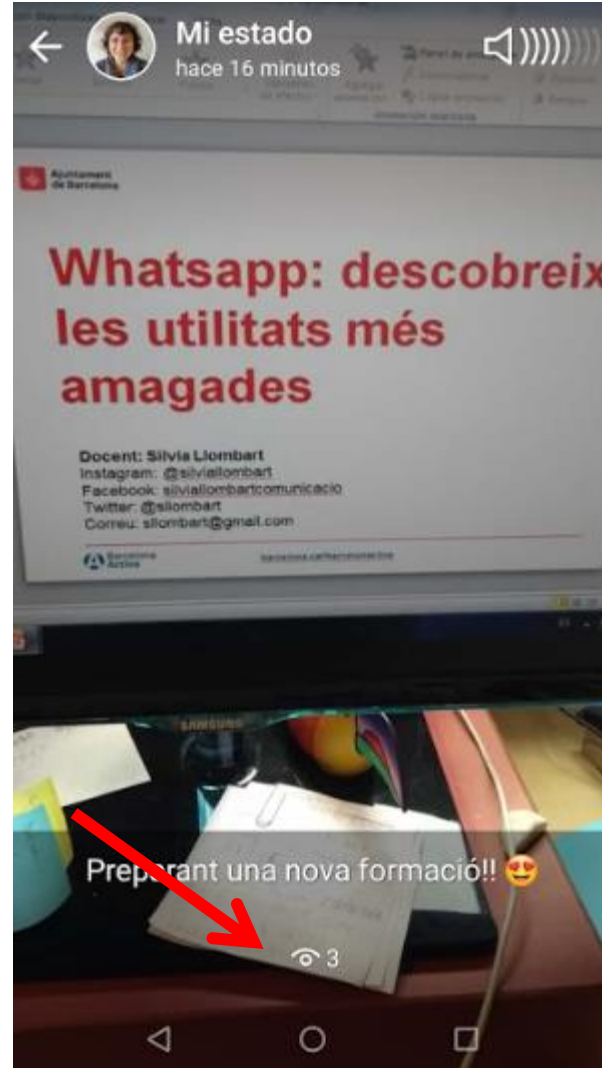 Mi estado
hace 16 minutos
Ajuntament
de Barcelona
Whatsapp: descobreix
les utilitats més
amagades
Docent: Silvia Llombart
Instagram: @silviallombart
Facebook: silviallombartcomunicacio
Twitter: @sllombart
Correu: sllombart@gmail.com
Barcelona
Activa
SAMSUNG
Preparant una nova formació!! 😍
3